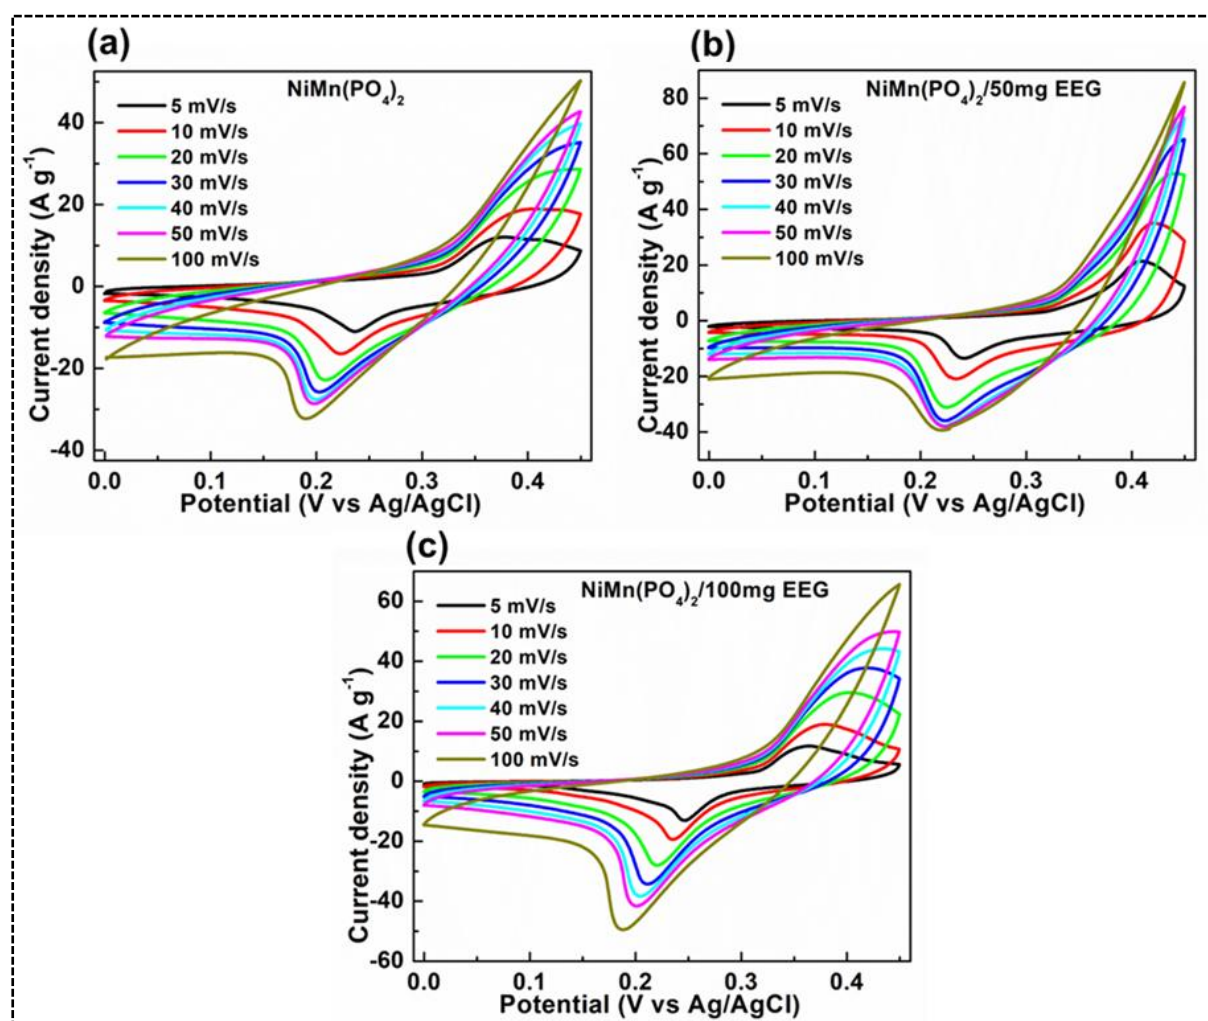 (a)
NiMn(PO₄)₂
5 mV/s
10 mV/s
20 mV/s
30 mV/s
40 mV/s
50 mV/s
100 mV/s
40
20
0
-20
-40
Current density (A g⁻¹)
0.0 0.1 0.2 0.3 0.4
Potential (V vs Ag/AgCl)
(b)
NiMn(PO₄)₂/50mg EEG
5 mV/s
10 mV/s
20 mV/s
30 mV/s
40 mV/s
50 mV/s
100 mV/s
80
60
40
20
0
-20
-40
Current density (A g⁻¹)
0.0 0.1 0.2 0.3 0.4
Potential (V vs Ag/AgCl)
(c)
NiMn(PO₄)₂/100mg EEG
5 mV/s
10 mV/s
20 mV/s
30 mV/s
40 mV/s
50 mV/s
100 mV/s
60
40
20
0
-20
-40
-60
Current density (A g⁻¹)
0.0 0.1 0.2 0.3 0.4
Potential (V vs Ag/AgCl)